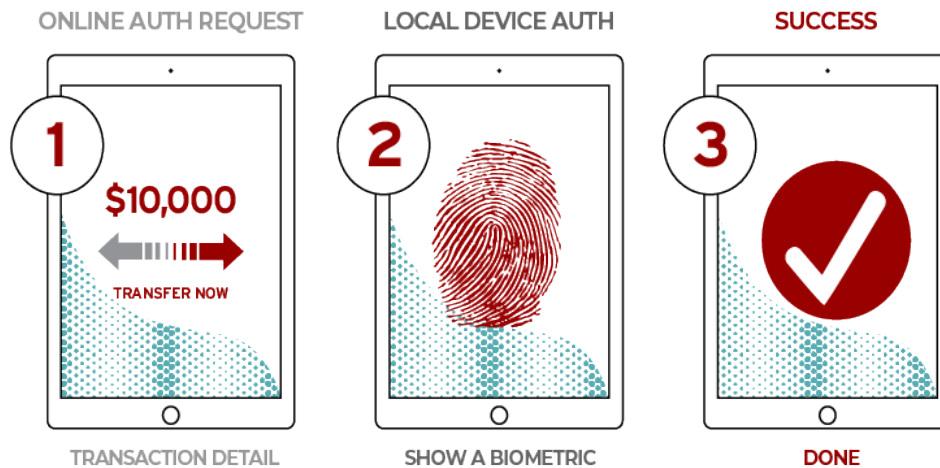 ONLINE AUTH REQUEST
LOCAL DEVICE AUTH
SUCCESS
1
2
3
$10,000
TRANSFER NOW
TRANSACTION DETAIL
SHOW A BIOMETRIC
DONE